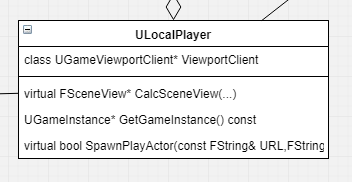 ULocalPlayer
class UGameViewportClient* ViewportClient
virtual FSceneView* CalcSceneView(...)
UGameInstance* GetGameInstance() const
virtual bool SpawnPlayActor(const FString& URL,FString